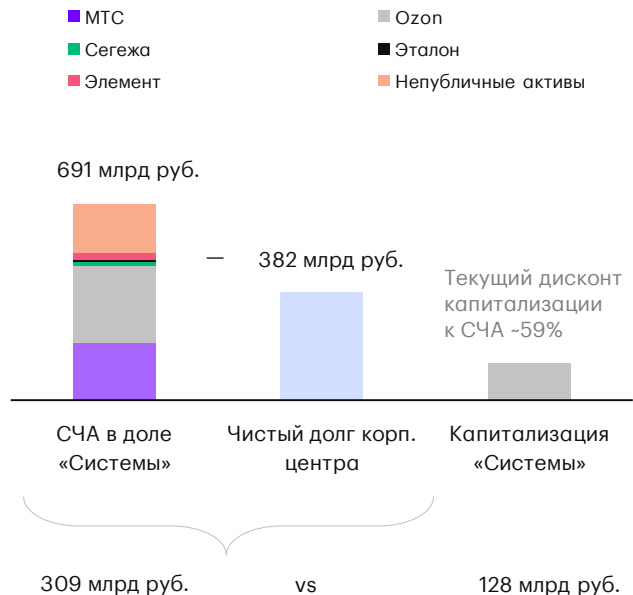 МТС
Ozon
Сегежа
Эталон
Элемент
Непубличные активы
691 млрд руб.
—
382 млрд руб.
Текущий дисконт
капитализации
к СЧА ~59%
СЧА в доле
«Системы»
Чистый долг корп.
центра
Капитализация
«Системы»
309 млрд руб.
vs
128 млрд руб.